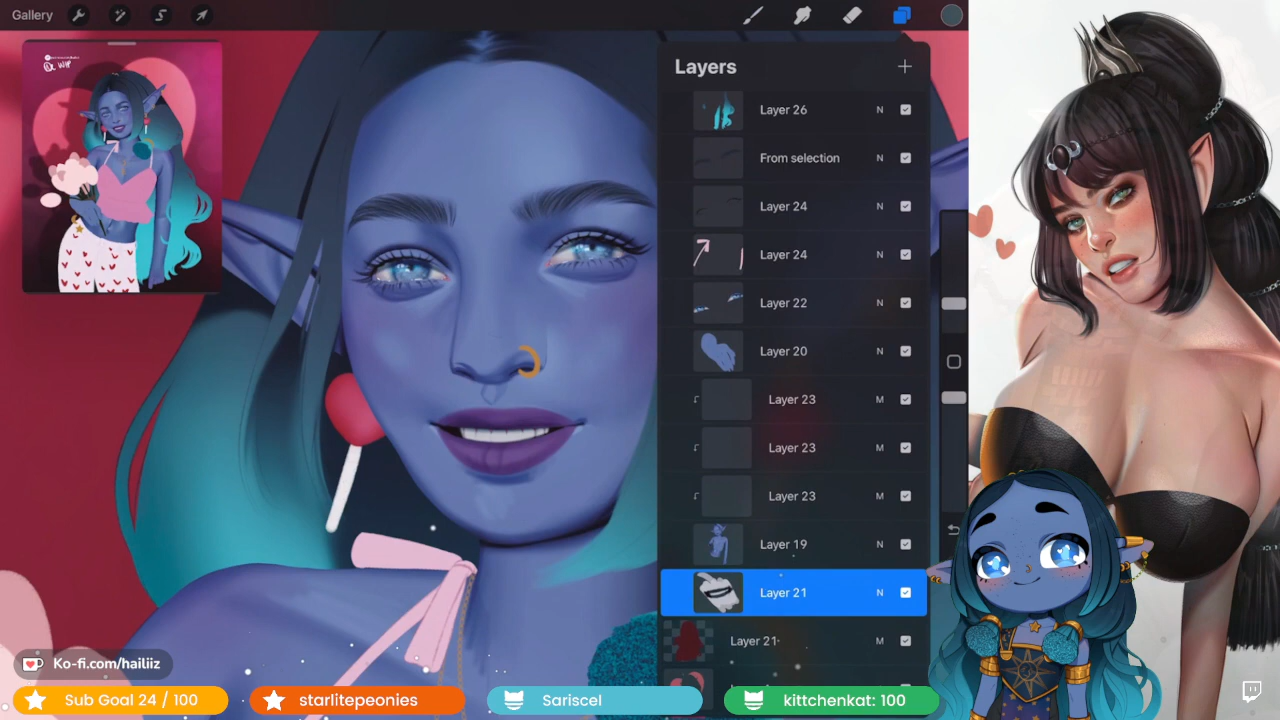 Gallery
Layers
Layer 26 N
From selection N
Layer 24 N
Layer 24 N
Layer 22 N
Layer 20 N
Layer 23 M
Layer 23 M
Layer 23 M
Layer 19 N
Layer 21 N
Layer 21 M
WIP
Ko-fi.com/hailiiz
Sub Goal 24 / 100
starlitepeonies
Sariscel
kittchenkat: 100